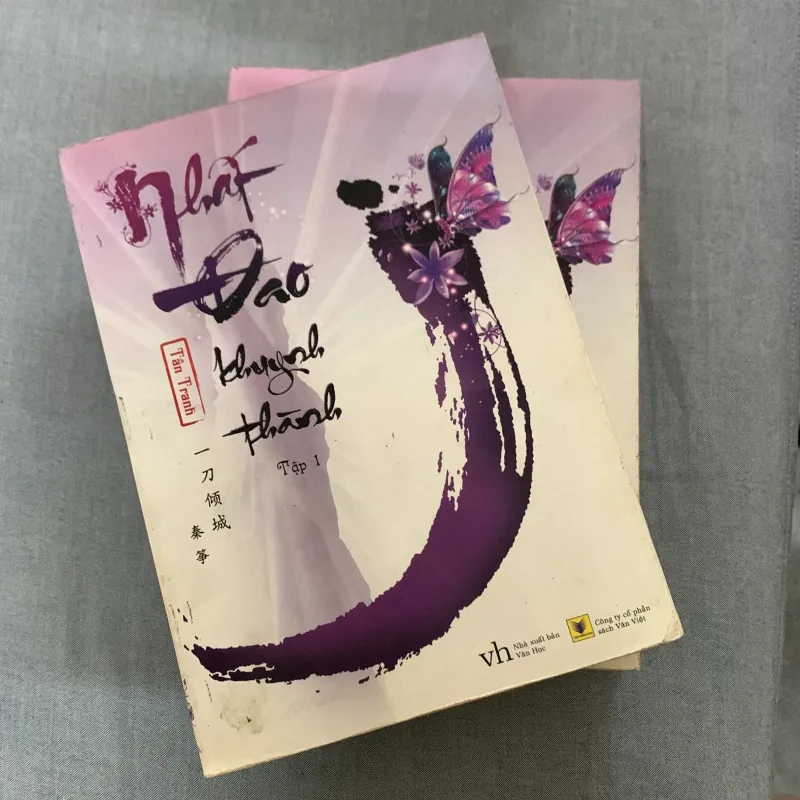 Nhất
Đao
khuynh
thành
Tân Tranh
Tập 1
一刀倾城
秦筝
vh Nhà xuất bản
Văn Học
Công ty cổ phần
sách Văn Việt